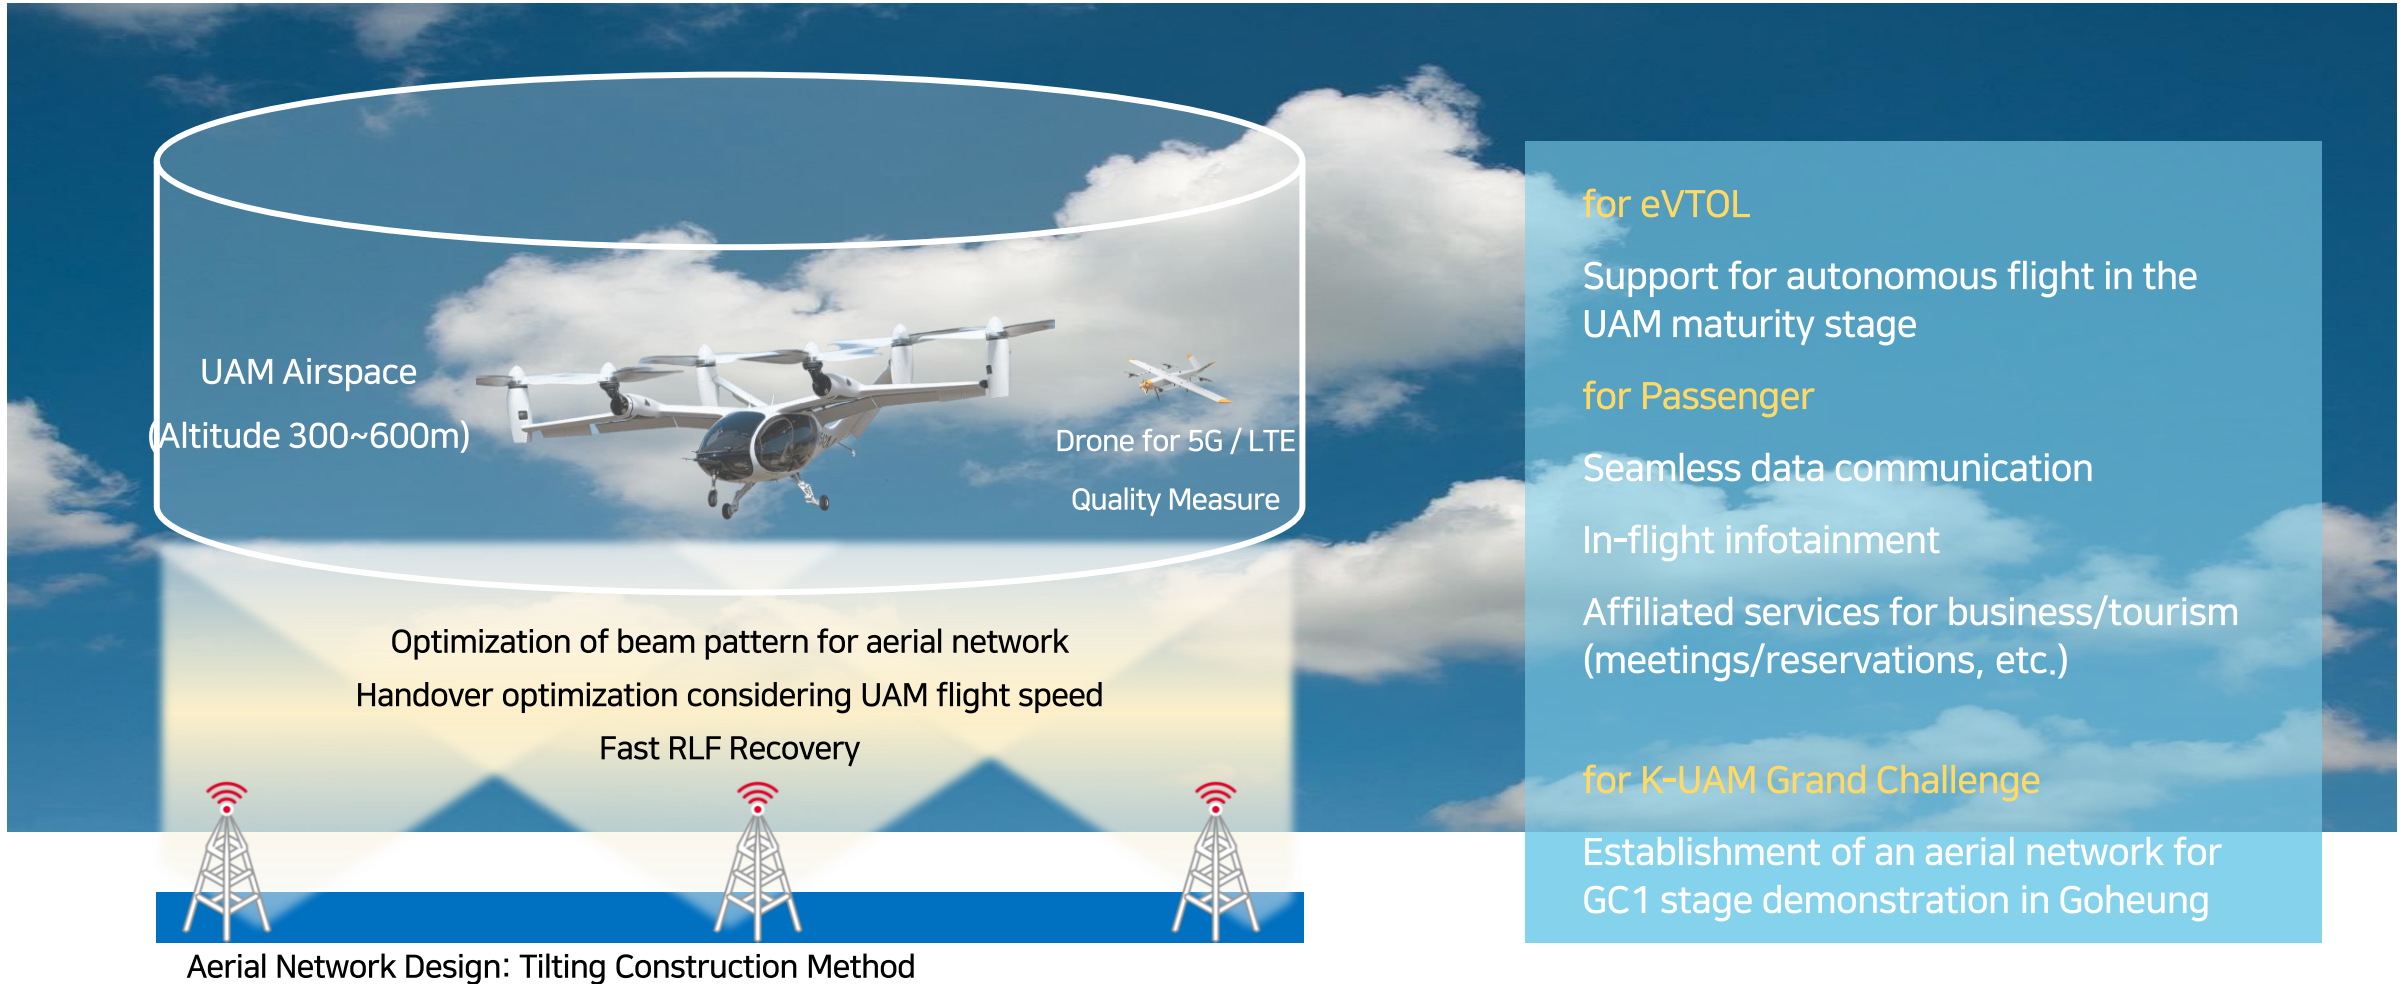 UAM Airspace
(Altitude 300~600m)
Drone for 5G / LTE
Quality Measure
Optimization of beam pattern for aerial network
Handover optimization considering UAM flight speed
Fast RLF Recovery
Aerial Network Design: Tilting Construction Method
for eVTOL
Support for autonomous flight in the
UAM maturity stage
for Passenger
Seamless data communication
In-flight infotainment
Affiliated services for business/tourism
(meetings/reservations, etc.)
for K-UAM Grand Challenge
Establishment of an aerial network for
GC1 stage demonstration in Goheung